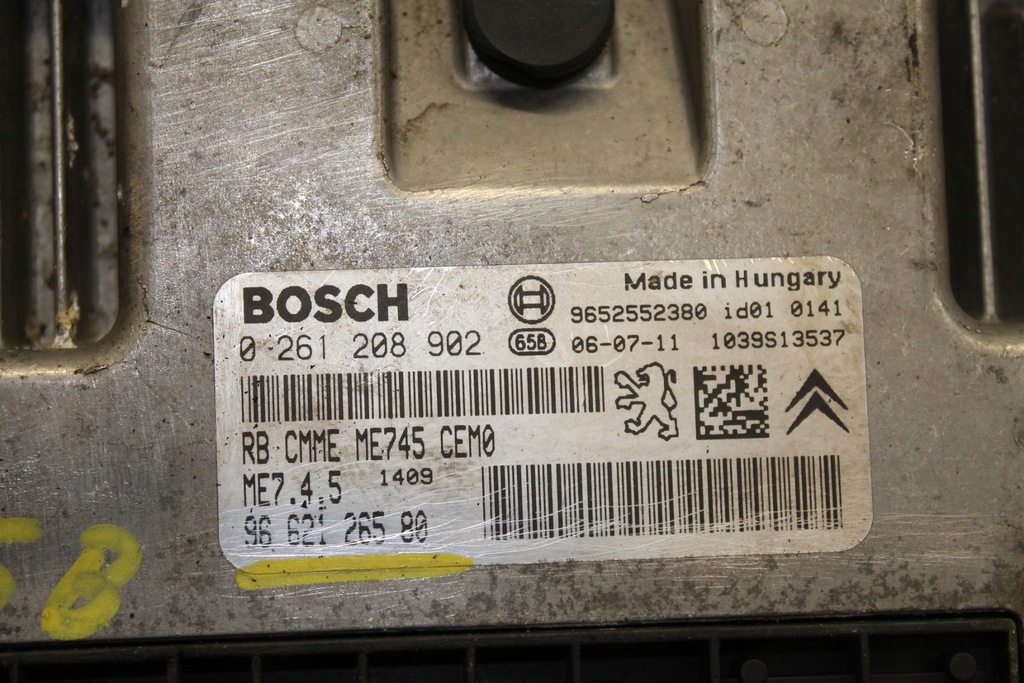 BOSCH
Made in Hungary
9652552380 id01 0141
0 261 208 902
658
06-07-11 1039S13537
RB CMME ME745 CEM0
ME7.4.5 1409
96 621 265 80
8